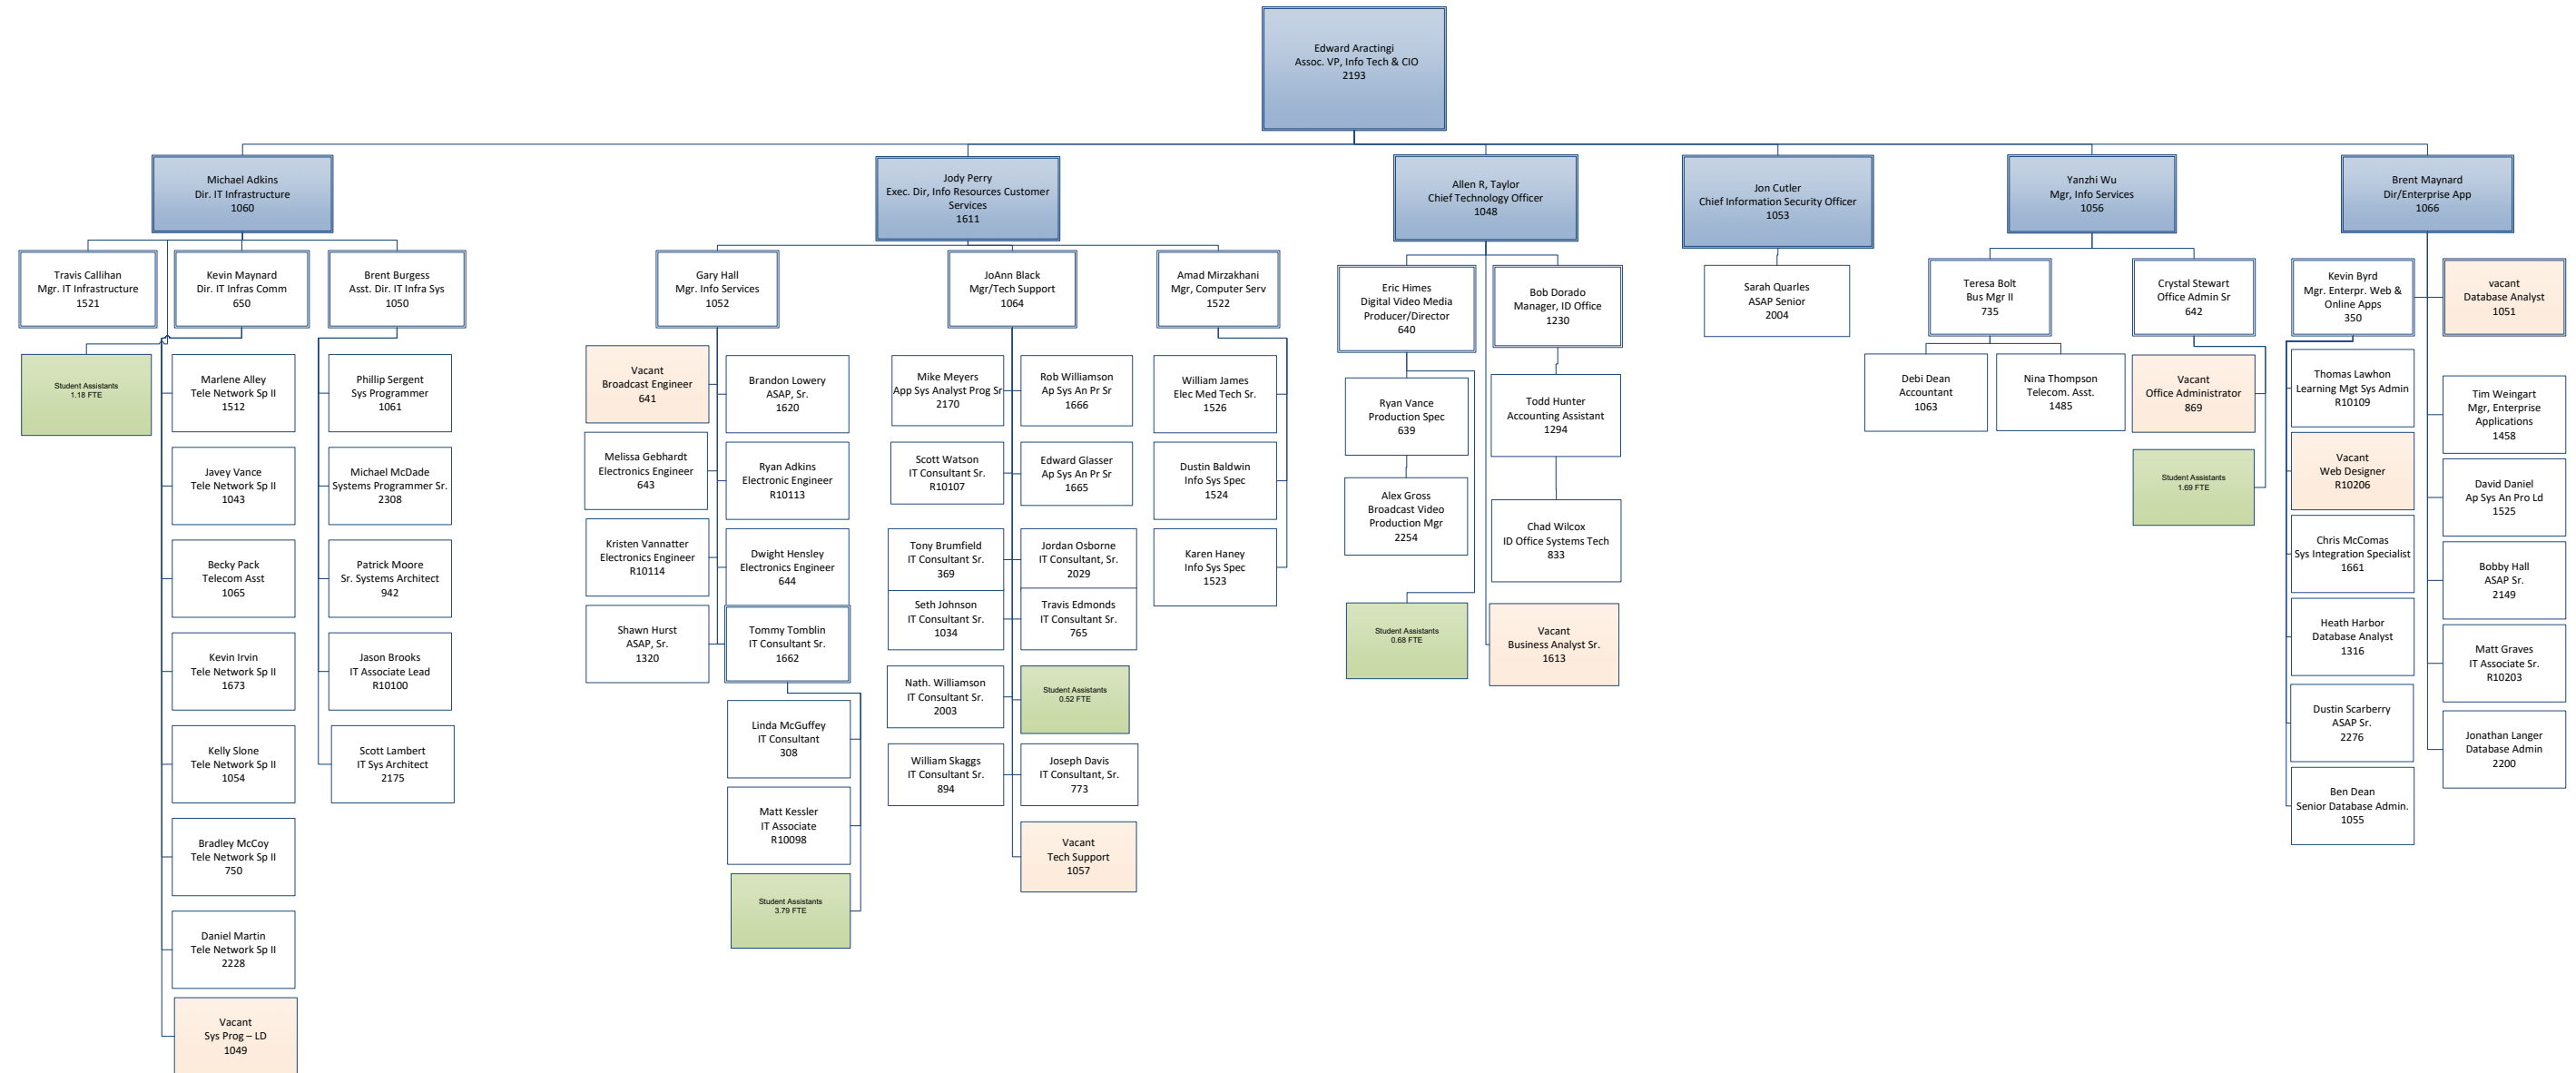 Edward Aractingi
Assoc. VP, Info Tech & CIO
2193
Michael Adkins
Dir. IT Infrastructure
1060
Jody Perry
Exec. Dir, Info Resources Customer
Services
1611
Allen R, Taylor
Chief Technology Officer
1048
Jon Cutler
Chief Information Security Officer
1053
Yanzhi Wu
Mgr, Info Services
1056
Brent Maynard
Dir/Enterprise App
1066
Travis Callihan
Mgr. IT Infrastructure
1521
Kevin Maynard
Dir. IT Infras Comm
650
Brent Burgess
Asst. Dir. IT Infra Sys
1050
Student Assistants
1.18 FTE
Marlene Alley
Tele Network Sp II
1512
Javey Vance
Tele Network Sp II
1043
Becky Pack
Telecom Asst
1065
Kevin Irvin
Tele Network Sp II
1673
Kelly Slone
Tele Network Sp II
1054
Bradley McCoy
Tele Network Sp II
750
Daniel Martin
Tele Network Sp II
2228
Vacant
Sys Prog – LD
1049
Phillip Sergent
Sys Programmer
1061
Michael McDade
Systems Programmer Sr.
2308
Patrick Moore
Sr. Systems Architect
942
Jason Brooks
IT Associate Lead
R10100
Scott Lambert
IT Sys Architect
2175
Gary Hall
Mgr. Info Services
1052
JoAnn Black
Mgr/Tech Support
1064
Amad Mirzakhani
Mgr, Computer Serv
1522
Vacant
Broadcast Engineer
641
Melissa Gebhardt
Electronics Engineer
643
Kristen Vannatter
Electronics Engineer
R10114
Shawn Hurst
ASAP, Sr.
1320
Brandon Lowery
ASAP, Sr.
1620
Ryan Adkins
Electronic Engineer
R10113
Dwight Hensley
Electronics Engineer
644
Tommy Tomblin
IT Consultant Sr.
1662
Linda McGuffey
IT Consultant
308
Matt Kessler
IT Associate
R10098
Student Assistants
3.79 FTE
Mike Meyers
App Sys Analyst Prog Sr
2170
Scott Watson
IT Consultant Sr.
R10107
Tony Brumfield
IT Consultant Sr.
369
Seth Johnson
IT Consultant Sr.
1034
Nath. Williamson
IT Consultant Sr.
2003
William Skaggs
IT Consultant Sr.
894
Rob Williamson
Ap Sys An Pr Sr
1666
Edward Glasser
Ap Sys An Pr Sr
1665
Jordan Osborne
IT Consultant, Sr.
2029
Travis Edmonds
IT Consultant Sr.
765
Student Assistants
0.52 FTE
Joseph Davis
IT Consultant, Sr.
773
Vacant
Tech Support
1057
William James
Elec Med Tech Sr.
1526
Dustin Baldwin
Info Sys Spec
1524
Karen Haney
Info Sys Spec
1523
Eric Himes
Digital Video Media
Producer/Director
640
Bob Dorado
Manager, ID Office
1230
Ryan Vance
Production Spec
639
Alex Gross
Broadcast Video
Production Mgr
2254
Student Assistants
0.68 FTE
Todd Hunter
Accounting Assistant
1294
Chad Wilcox
ID Office Systems Tech
833
Vacant
Business Analyst Sr.
1613
Sarah Quarles
ASAP Senior
2004
Teresa Bolt
Bus Mgr II
735
Crystal Stewart
Office Admin Sr
642
Debi Dean
Accountant
1063
Nina Thompson
Telecom. Asst.
1485
Vacant
Office Administrator
869
Student Assistants
1.69 FTE
Kevin Byrd
Mgr. Enterpr. Web &
Online Apps
350
vacant
Database Analyst
1051
Thomas Lawhon
Learning Mgt Sys Admin
R10109
Vacant
Web Designer
R10206
Chris McComas
Sys Integration Specialist
1661
Heath Harbor
Database Analyst
1316
Dustin Scarberry
ASAP Sr.
2276
Ben Dean
Senior Database Admin.
1055
Tim Weingart
Mgr, Enterprise
Applications
1458
David Daniel
Ap Sys An Pro Ld
1525
Bobby Hall
ASAP Sr.
2149
Matt Graves
IT Associate Sr.
R10203
Jonathan Langer
Database Admin
2200